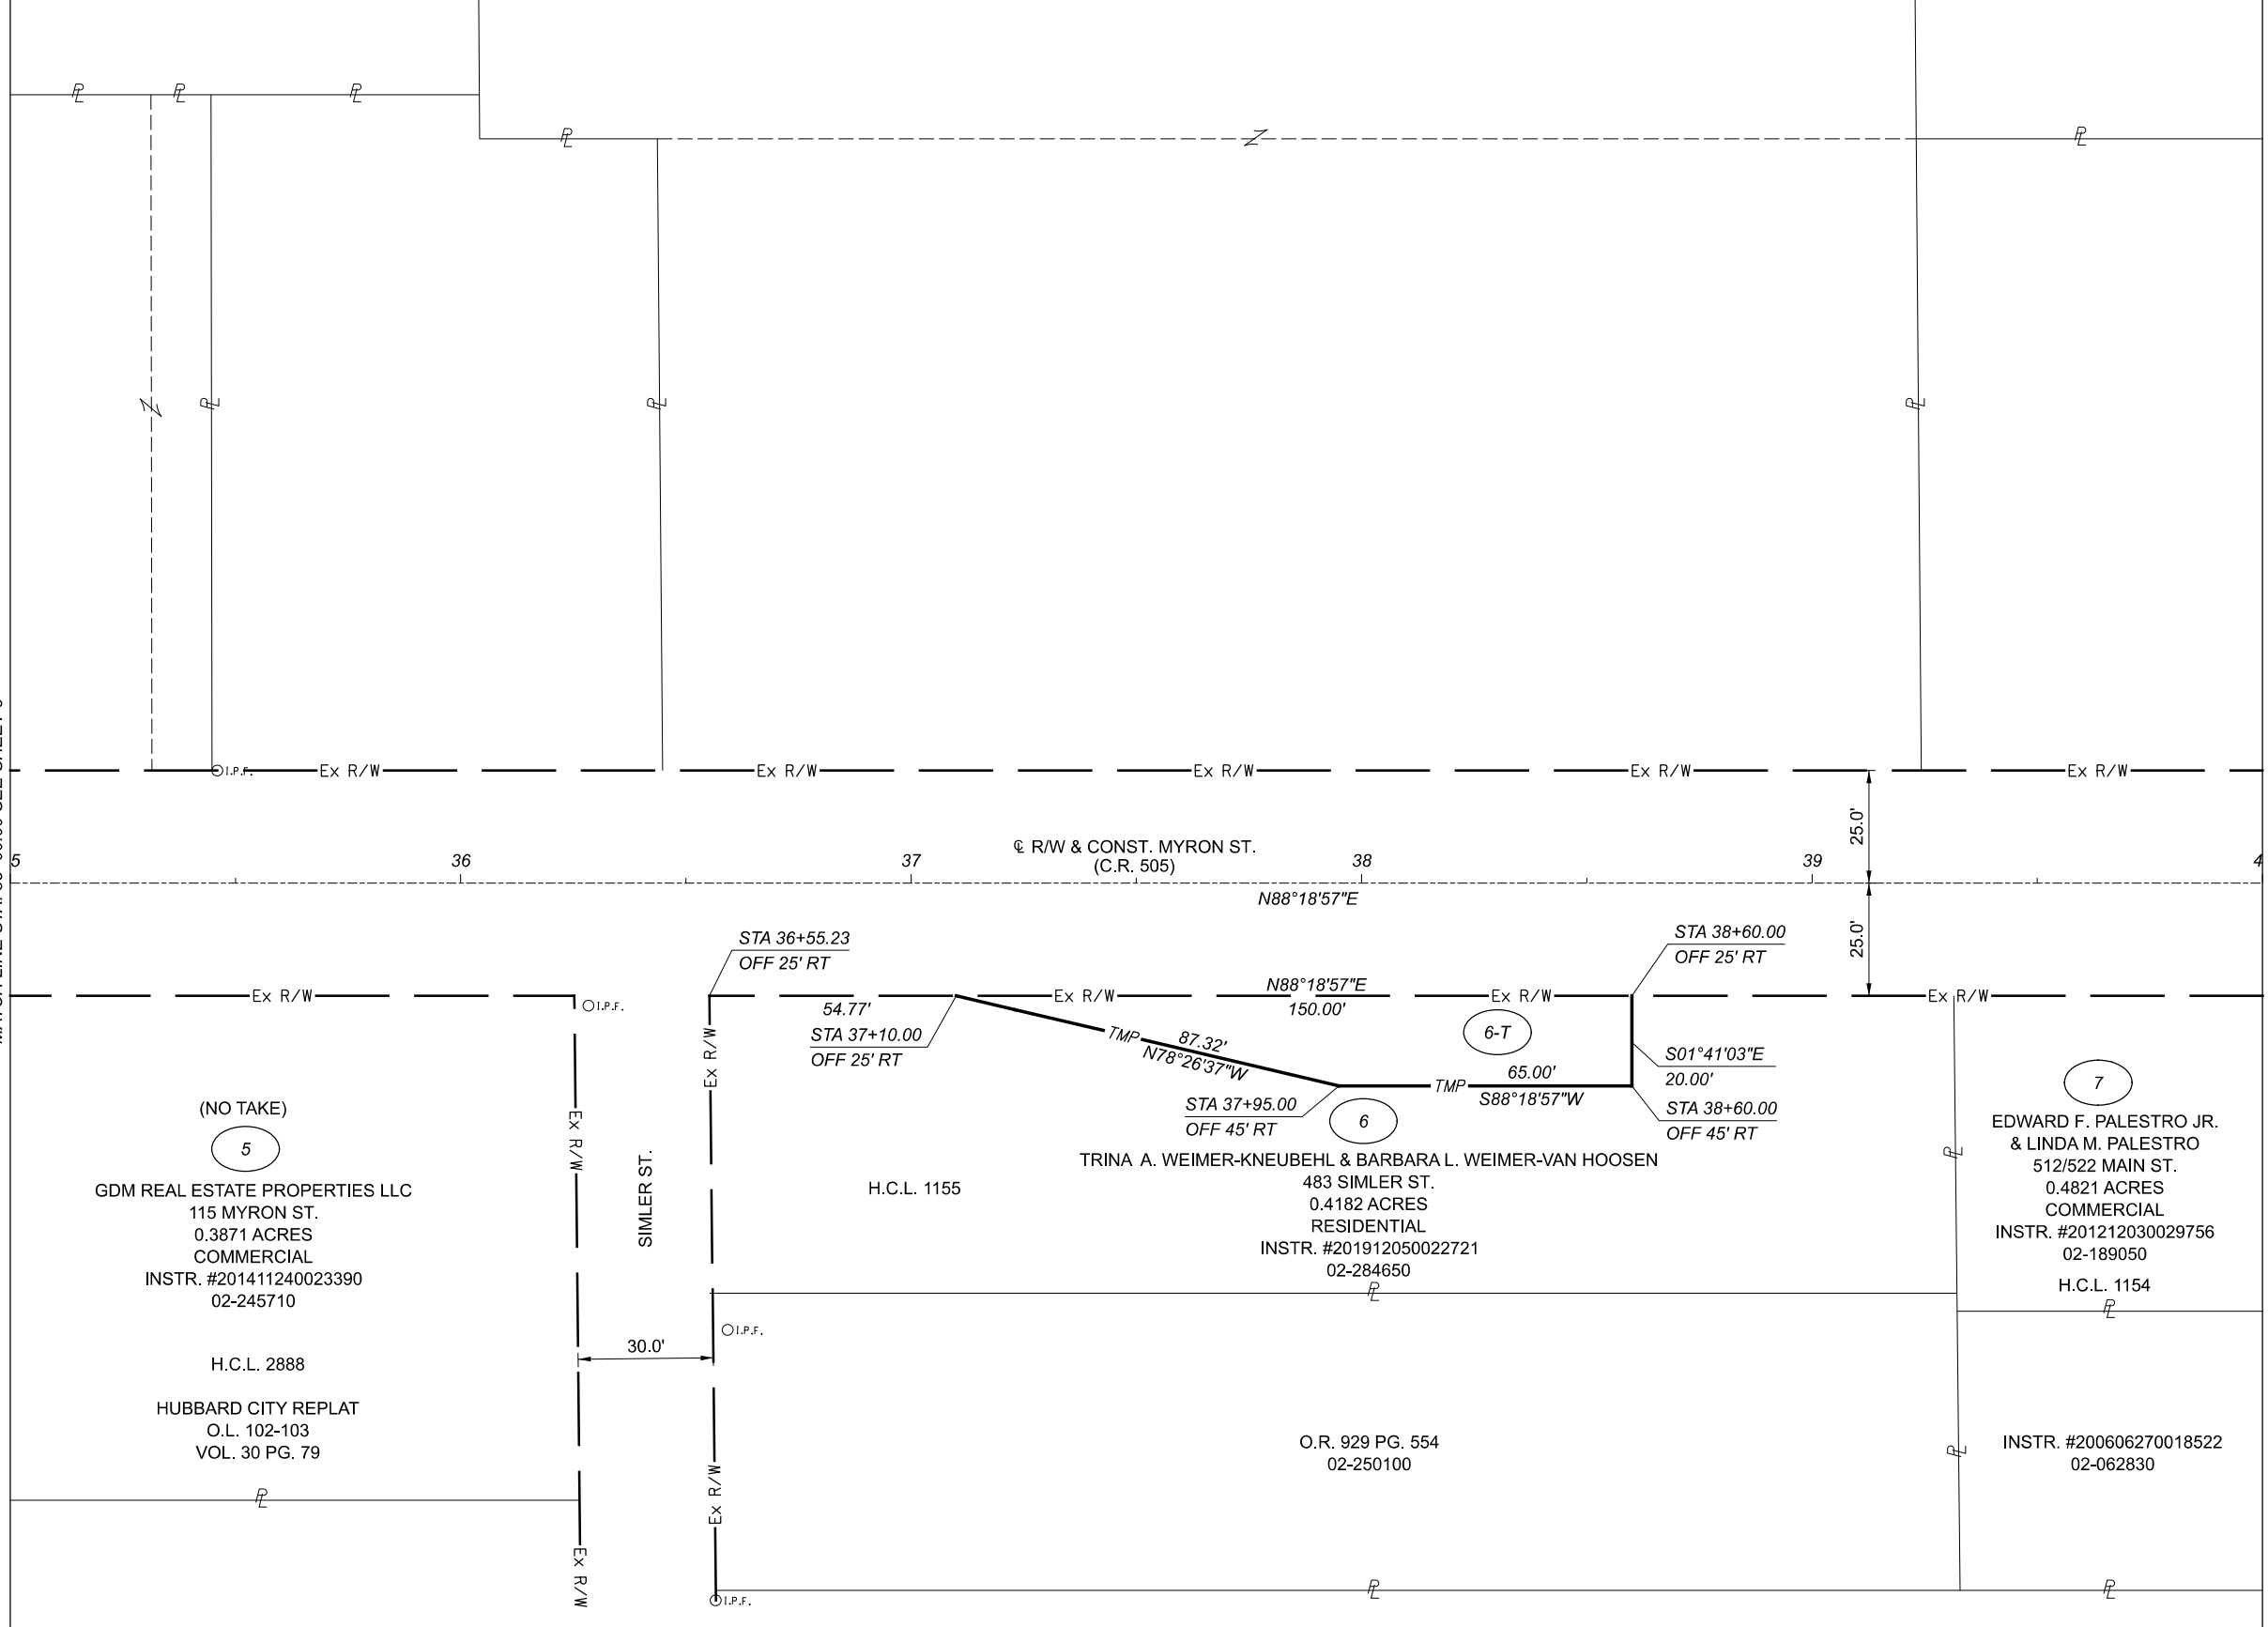 I.P.F.
Ex R/W
Ex R/W
Ex R/W
Ex R/W
Ex R/W
℄ R/W & CONST. MYRON ST.
(C.R. 505)
5
36
37
38
39
4
N88°18'57"E
25.0'
25.0'
STA 36+55.23
OFF 25' RT
STA 38+60.00
OFF 25' RT
Ex R/W
I.P.F.
54.77'
Ex R/W
N88°18'57"E
150.00'
Ex R/W
Ex R/W
STA 37+10.00
OFF 25' RT
TMP
87.32'
N78°26'37"W
6-T
S01°41'03"E
20.00'
65.00'
TMP
S88°18'57"W
STA 37+95.00
OFF 45' RT
STA 38+60.00
OFF 45' RT
Ex R/W
Ex R/W
SIMLER ST.
(NO TAKE)
5
GDM REAL ESTATE PROPERTIES LLC
115 MYRON ST.
0.3871 ACRES
COMMERCIAL
INSTR. #201411240023390
02-245710
H.C.L. 2888
HUBBARD CITY REPLAT
O.L. 102-103
VOL. 30 PG. 79
H.C.L. 1155
6
TRINA A. WEIMER-KNEUBEHL & BARBARA L. WEIMER-VAN HOOSEN
483 SIMLER ST.
0.4182 ACRES
RESIDENTIAL
INSTR. #201912050022721
02-284650
7
EDWARD F. PALESTRO JR.
& LINDA M. PALESTRO
512/522 MAIN ST.
0.4821 ACRES
COMMERCIAL
INSTR. #201212030029756
02-189050
H.C.L. 1154
I.P.F.
30.0'
O.R. 929 PG. 554
02-250100
INSTR. #200606270018522
02-062830
Ex R/W
Ex R/W
I.P.F.